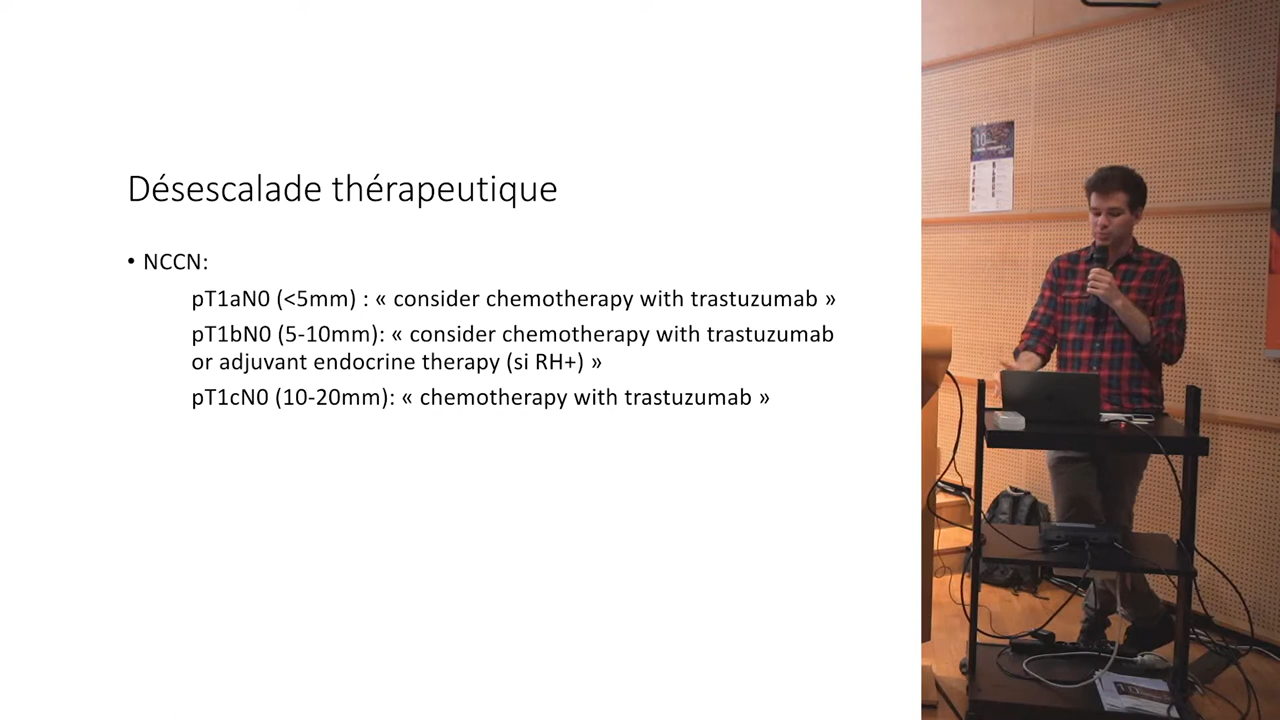 Désescalade thérapeutique
• NCCN:
pT1aN0 (<5mm) : « consider chemotherapy with trastuzumab »
pT1bN0 (5-10mm): « consider chemotherapy with trastuzumab
or adjuvant endocrine therapy (si RH+) »
pT1cN0 (10-20mm): « chemotherapy with trastuzumab »
10